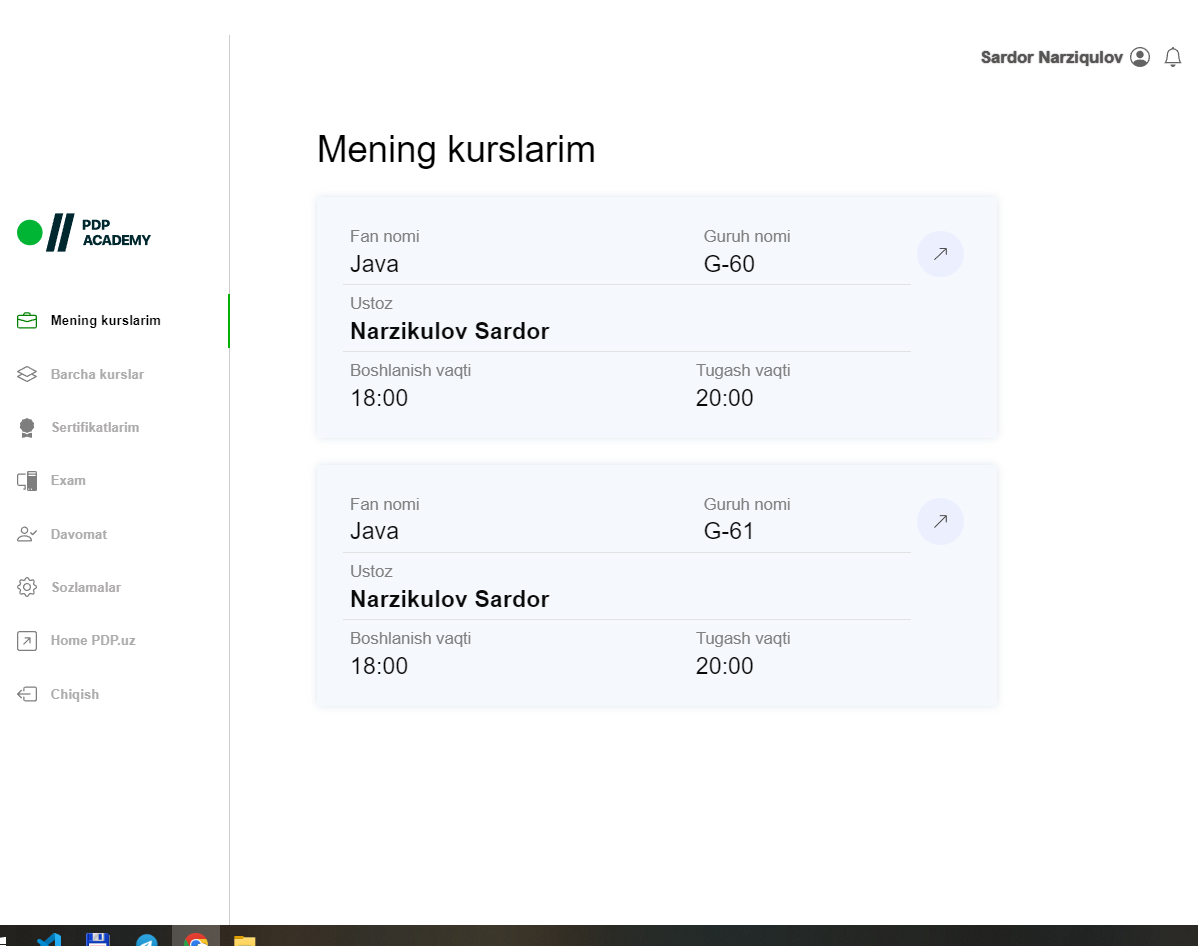 Sardor Narziqulov
Mening kurslarim
PDP
ACADEMY
Mening kurslarim
Barcha kurslar
Sertifikatlarim
Exam
Davomat
Sozlamalar
Home PDP.uz
Chiqish
Fan nomi Guruh nomi
Java G-60
Ustoz
Narzikulov Sardor
Boshlanish vaqti Tugash vaqti
18:00 20:00
Fan nomi Guruh nomi
Java G-61
Ustoz
Narzikulov Sardor
Boshlanish vaqti Tugash vaqti
18:00 20:00